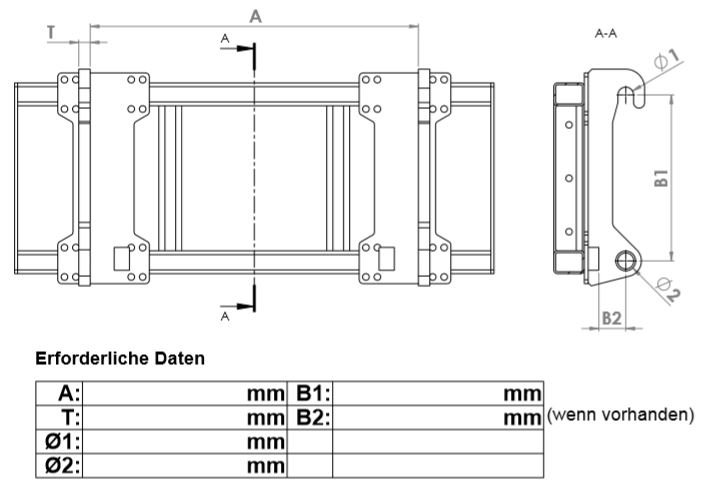 A
T
A
A-A
Ø1
B1
Ø2
B2
A
Erforderliche Daten
A: mm B1: mm
T: mm B2: mm (wenn vorhanden)
Ø1: mm
Ø2: mm